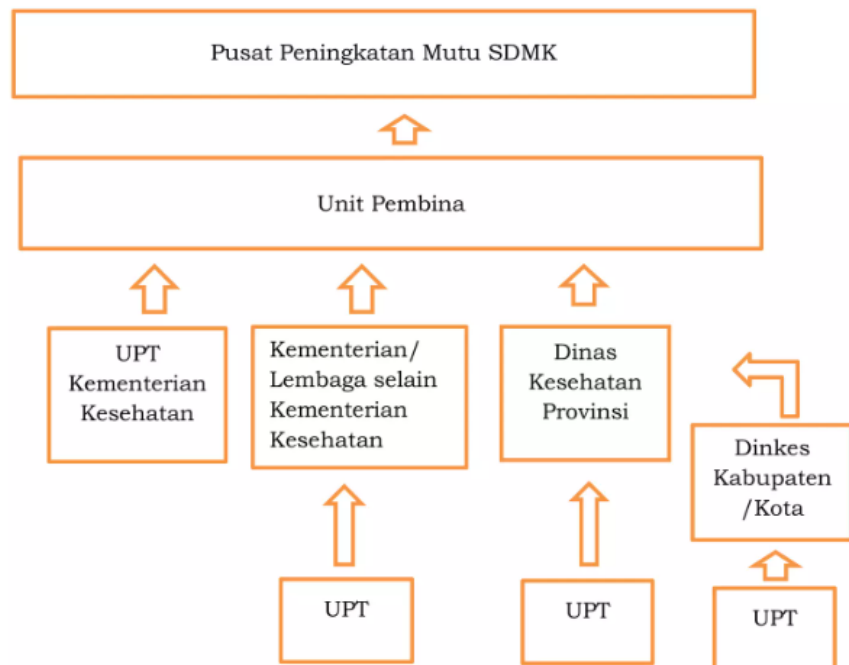 Pusat Peningkatan Mutu SDMK
Unit Pembina
UPT
Kementerian
Kesehatan
Kementerian/
Lembaga selain
Kementerian
Kesehatan
Dinas
Kesehatan
Provinsi
Dinkes
Kabupaten
/Kota
UPT
UPT
UPT